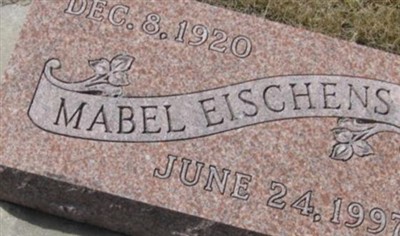 DEC. 8, 1920
MABEL EISCHENS
JUNE 24, 1997